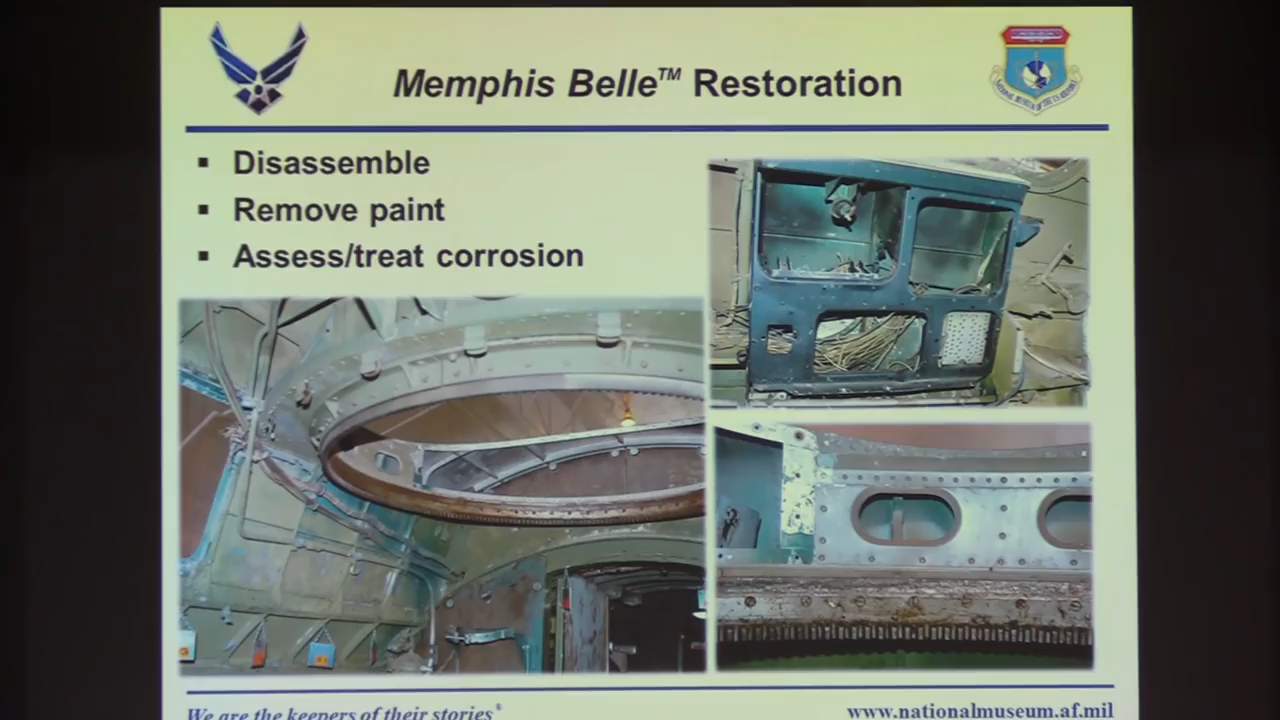 Memphis Belle™ Restoration
▪ Disassemble
▪ Remove paint
▪ Assess/treat corrosion
We are the keepers of their stories®
www.nationalmuseum.af.mil